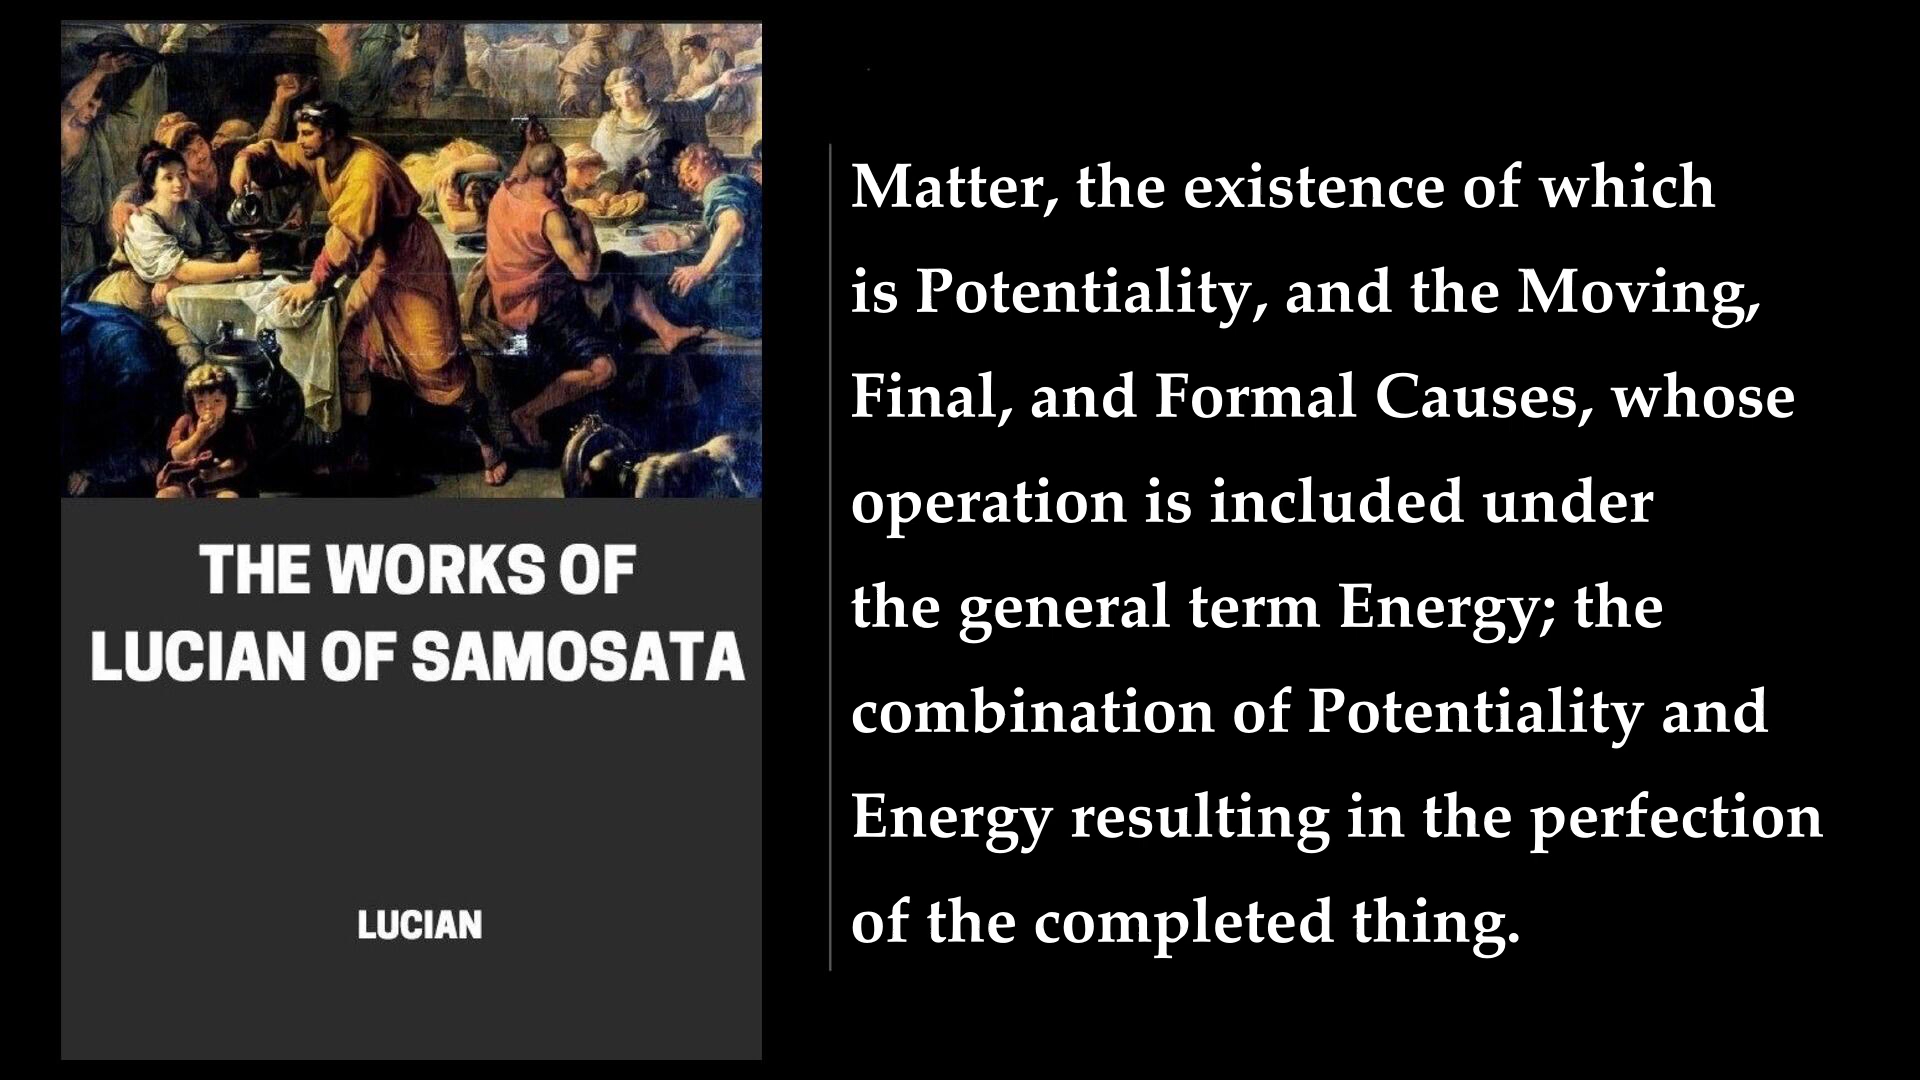 THE WORKS OF
LUCIAN OF SAMOSATA
LUCIAN
Matter, the existence of which
is Potentiality, and the Moving,
Final, and Formal Causes, whose
operation is included under
the general term Energy; the
combination of Potentiality and
Energy resulting in the perfection
of the completed thing.